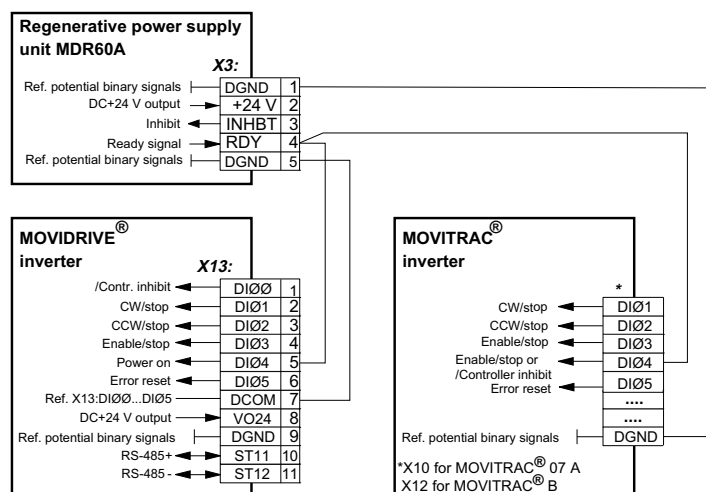 Regenerative power supply
unit MDR60A
X3:
Ref. potential binary signals DGND 1
DC+24 V output +24 V 2
Inhibit INHBT 3
Ready signal RDY 4
Ref. potential binary signals DGND 5
MOVIDRIVE®
inverter
X13:
/Contr. inhibit DIØØ 1
CW/stop DIØ1 2
CCW/stop DIØ2 3
Enable/stop DIØ3 4
Power on DIØ4 5
Error reset DIØ5 6
Ref. X13:DIØØ...DIØ5 DCOM 7
DC+24 V output VO24 8
Ref. potential binary signals DGND 9
RS-485+ ST11 10
RS-485- ST12 11
MOVITRAC®
inverter
*
CW/stop DIØ1
CCW/stop DIØ2
Enable/stop DIØ3
Enable/stop or DIØ4
/Controller inhibit
Error reset DIØ5
....
....
Ref. potential binary signals DGND
*X10 for MOVITRAC® 07 A
X12 for MOVITRAC® B